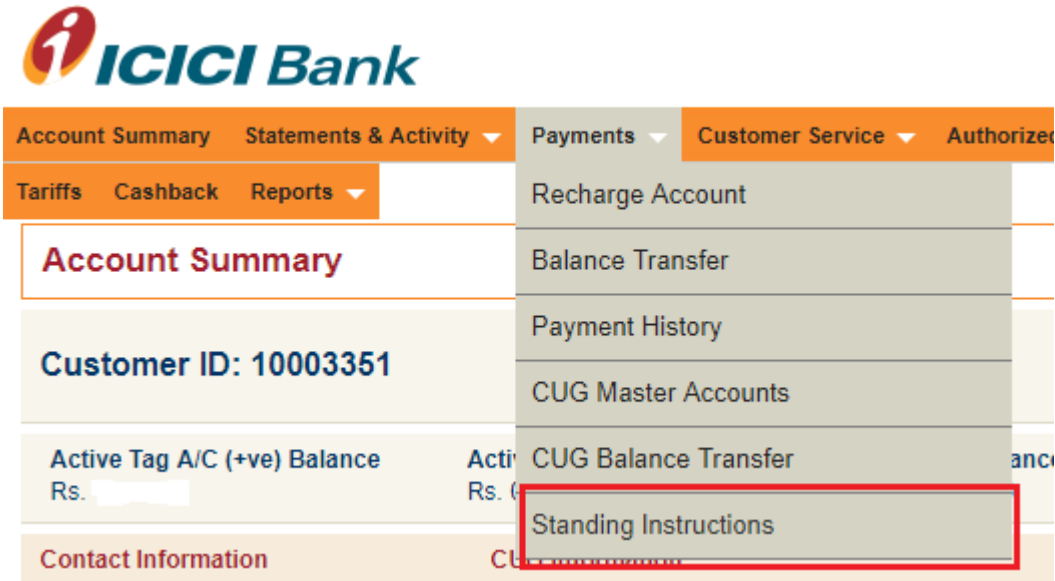 ICICI Bank
Account Summary Statements & Activity Payments Customer Service Authorized
Tariffs Cashback Reports
Recharge Account
Balance Transfer
Payment History
CUG Master Accounts
CUG Balance Transfer
Standing Instructions
Account Summary
Customer ID: 10003351
Active Tag A/C (+ve) Balance
Rs.
Rs.
Contact Information